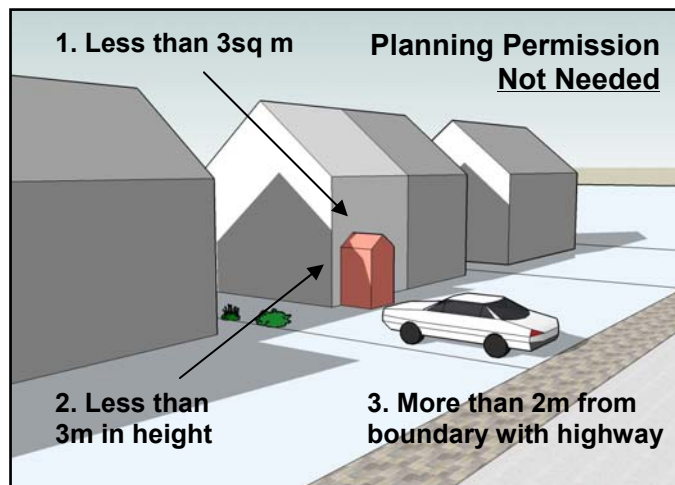 1. Less than 3sq m
Planning Permission
Not Needed
2. Less than
3m in height
3. More than 2m from
boundary with highway